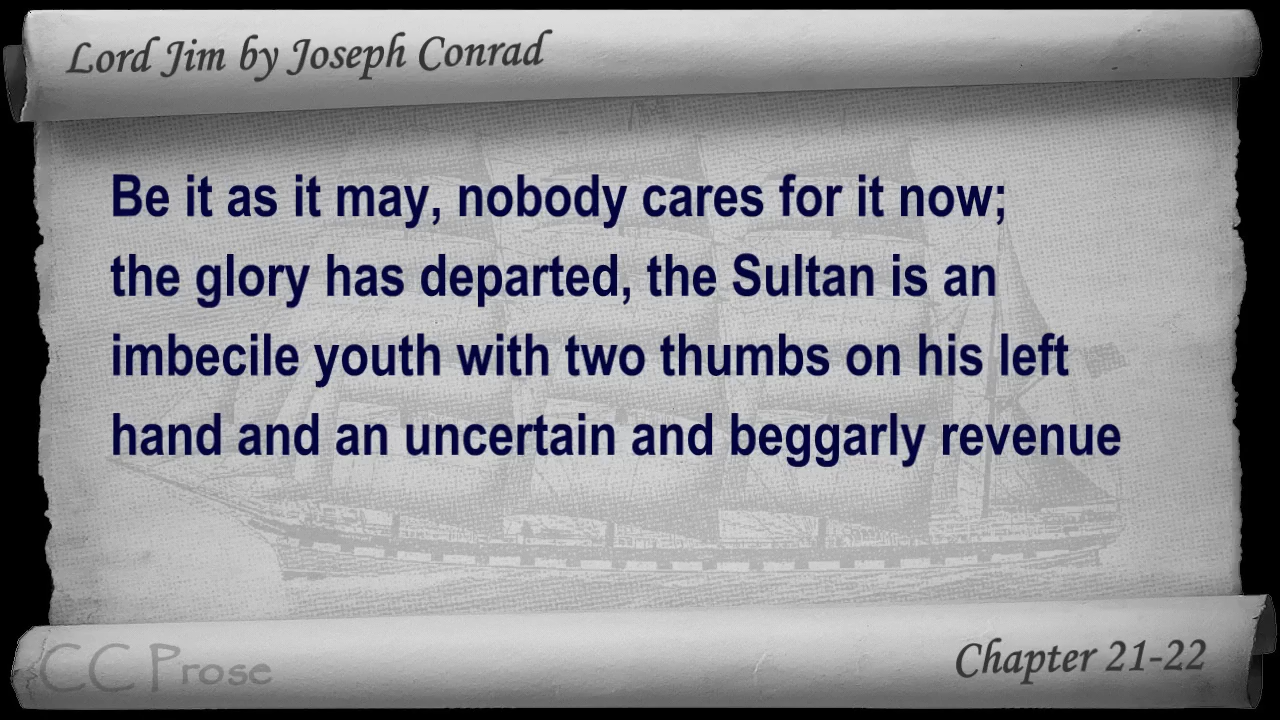 Lord Jim by Joseph Conrad
Be it as it may, nobody cares for it now;
the glory has departed, the Sultan is an
imbecile youth with two thumbs on his left
hand and an uncertain and beggarly revenue
CC Prose
Chapter 21-22